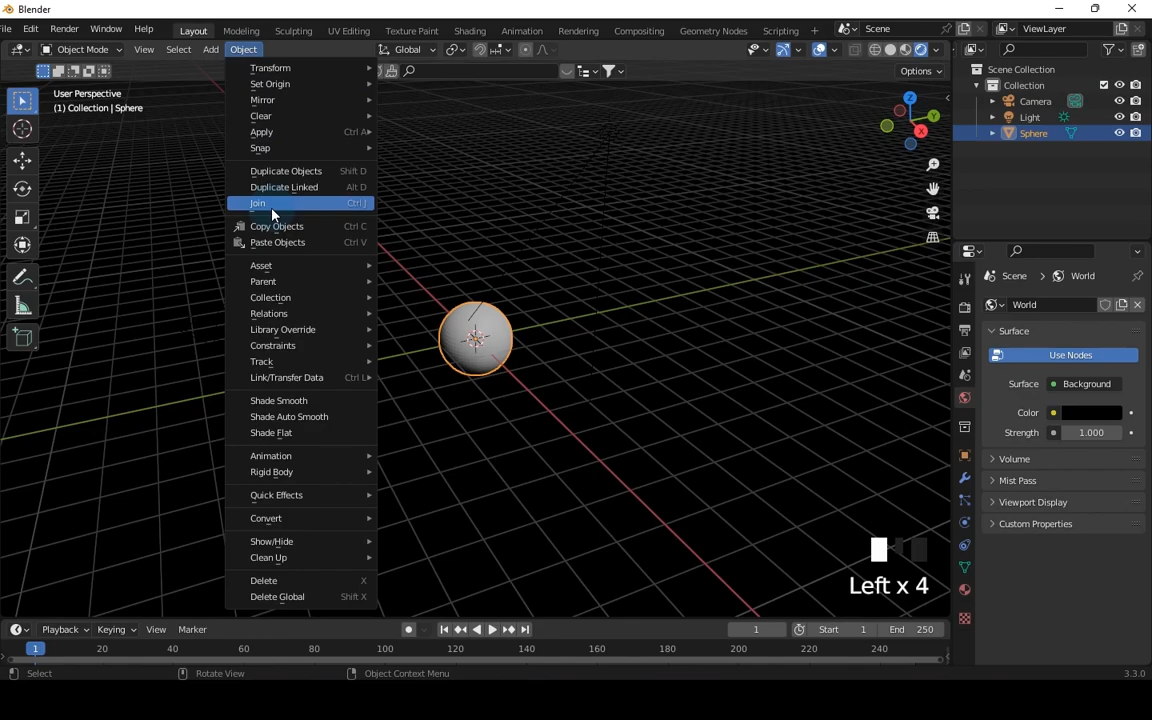 Blender
ile Edit Render Window Help Layout Modeling Sculpting UV Editing Texture Paint Shading Animation Rendering Compositing Geometry Nodes Scripting + Scene ViewLayer
Object Mode View Select Add Object Global
Options
User Perspective
(1) Collection | Sphere
Transform
Set Origin
Mirror
Clear
Apply Ctrl A
Snap
Duplicate Objects Shift D
Duplicate Linked Alt D
Join Ctrl J
Copy Objects Ctrl C
Paste Objects Ctrl V
Asset
Parent
Collection
Relations
Library Override
Constraints
Track
Link/Transfer Data Ctrl L
Shade Smooth
Shade Auto Smooth
Shade Flat
Animation
Rigid Body
Quick Effects
Convert
Show/Hide
Clean Up
Delete X
Delete Global Shift X
Z
Y
X
Left x 4
Scene Collection
Collection
Camera
Light
Sphere
Scene > World
World
Surface
Use Nodes
Surface Background
Color
Strength 1.000
Volume
Mist Pass
Viewport Display
Custom Properties
Playback Keying View Marker 1 Start 1 End 250
1 20 40 60 80 100 120 140 160 180 200 220 240
Select Rotate View Object Context Menu 3.3.0